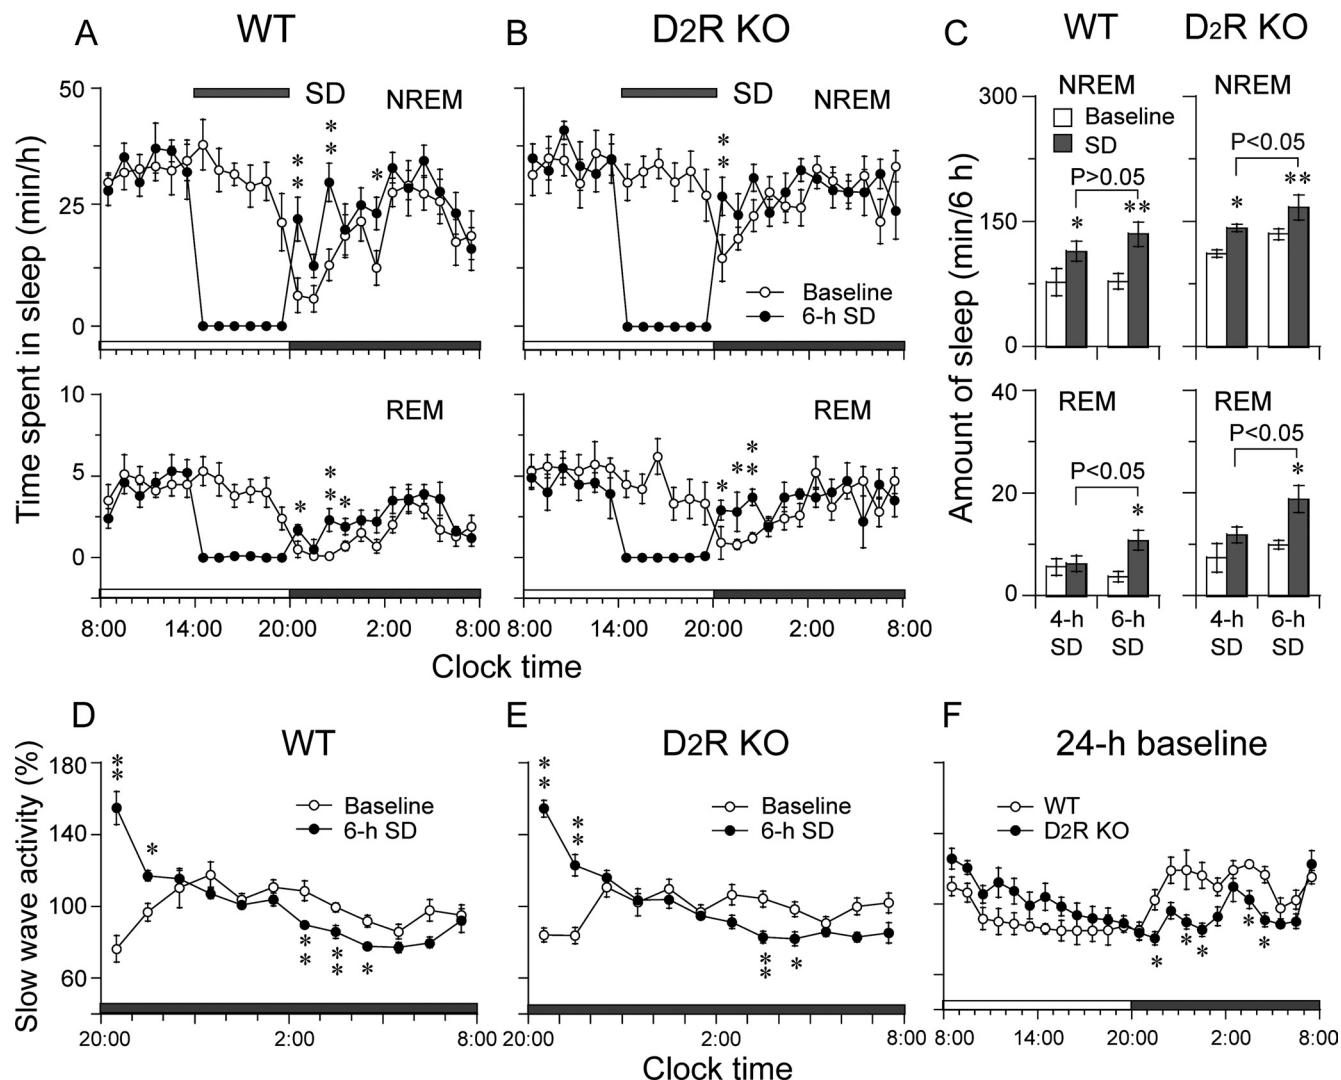 A
WT
B
D2R KO
C
WT
D2R KO
Time spent in sleep (min/h)
50
25
0
SD
NREM
**
**
*
SD
NREM
**
Baseline
6-h SD
10
5
0
REM
*
**
*
REM
*
*
**
8:00
14:00
20:00
2:00
8:00
8:00
14:00
20:00
2:00
8:00
Clock time
Amount of sleep (min/6 h)
300
150
0
NREM
Baseline
SD
P>0.05
*
**
NREM
P<0.05
*
**
40
20
0
REM
P<0.05
*
REM
P<0.05
*
4-h
SD
6-h
SD
4-h
SD
6-h
SD
D
WT
E
D2R KO
F
24-h baseline
Slow wave activity (%)
180
140
100
60
**
*
Baseline
6-h SD
**
**
*
**
**
Baseline
6-h SD
**
*
WT
D2R KO
*
*
*
*
*
20:00
2:00
8:00
20:00
2:00
8:00
8:00
14:00
20:00
2:00
8:00
Clock time